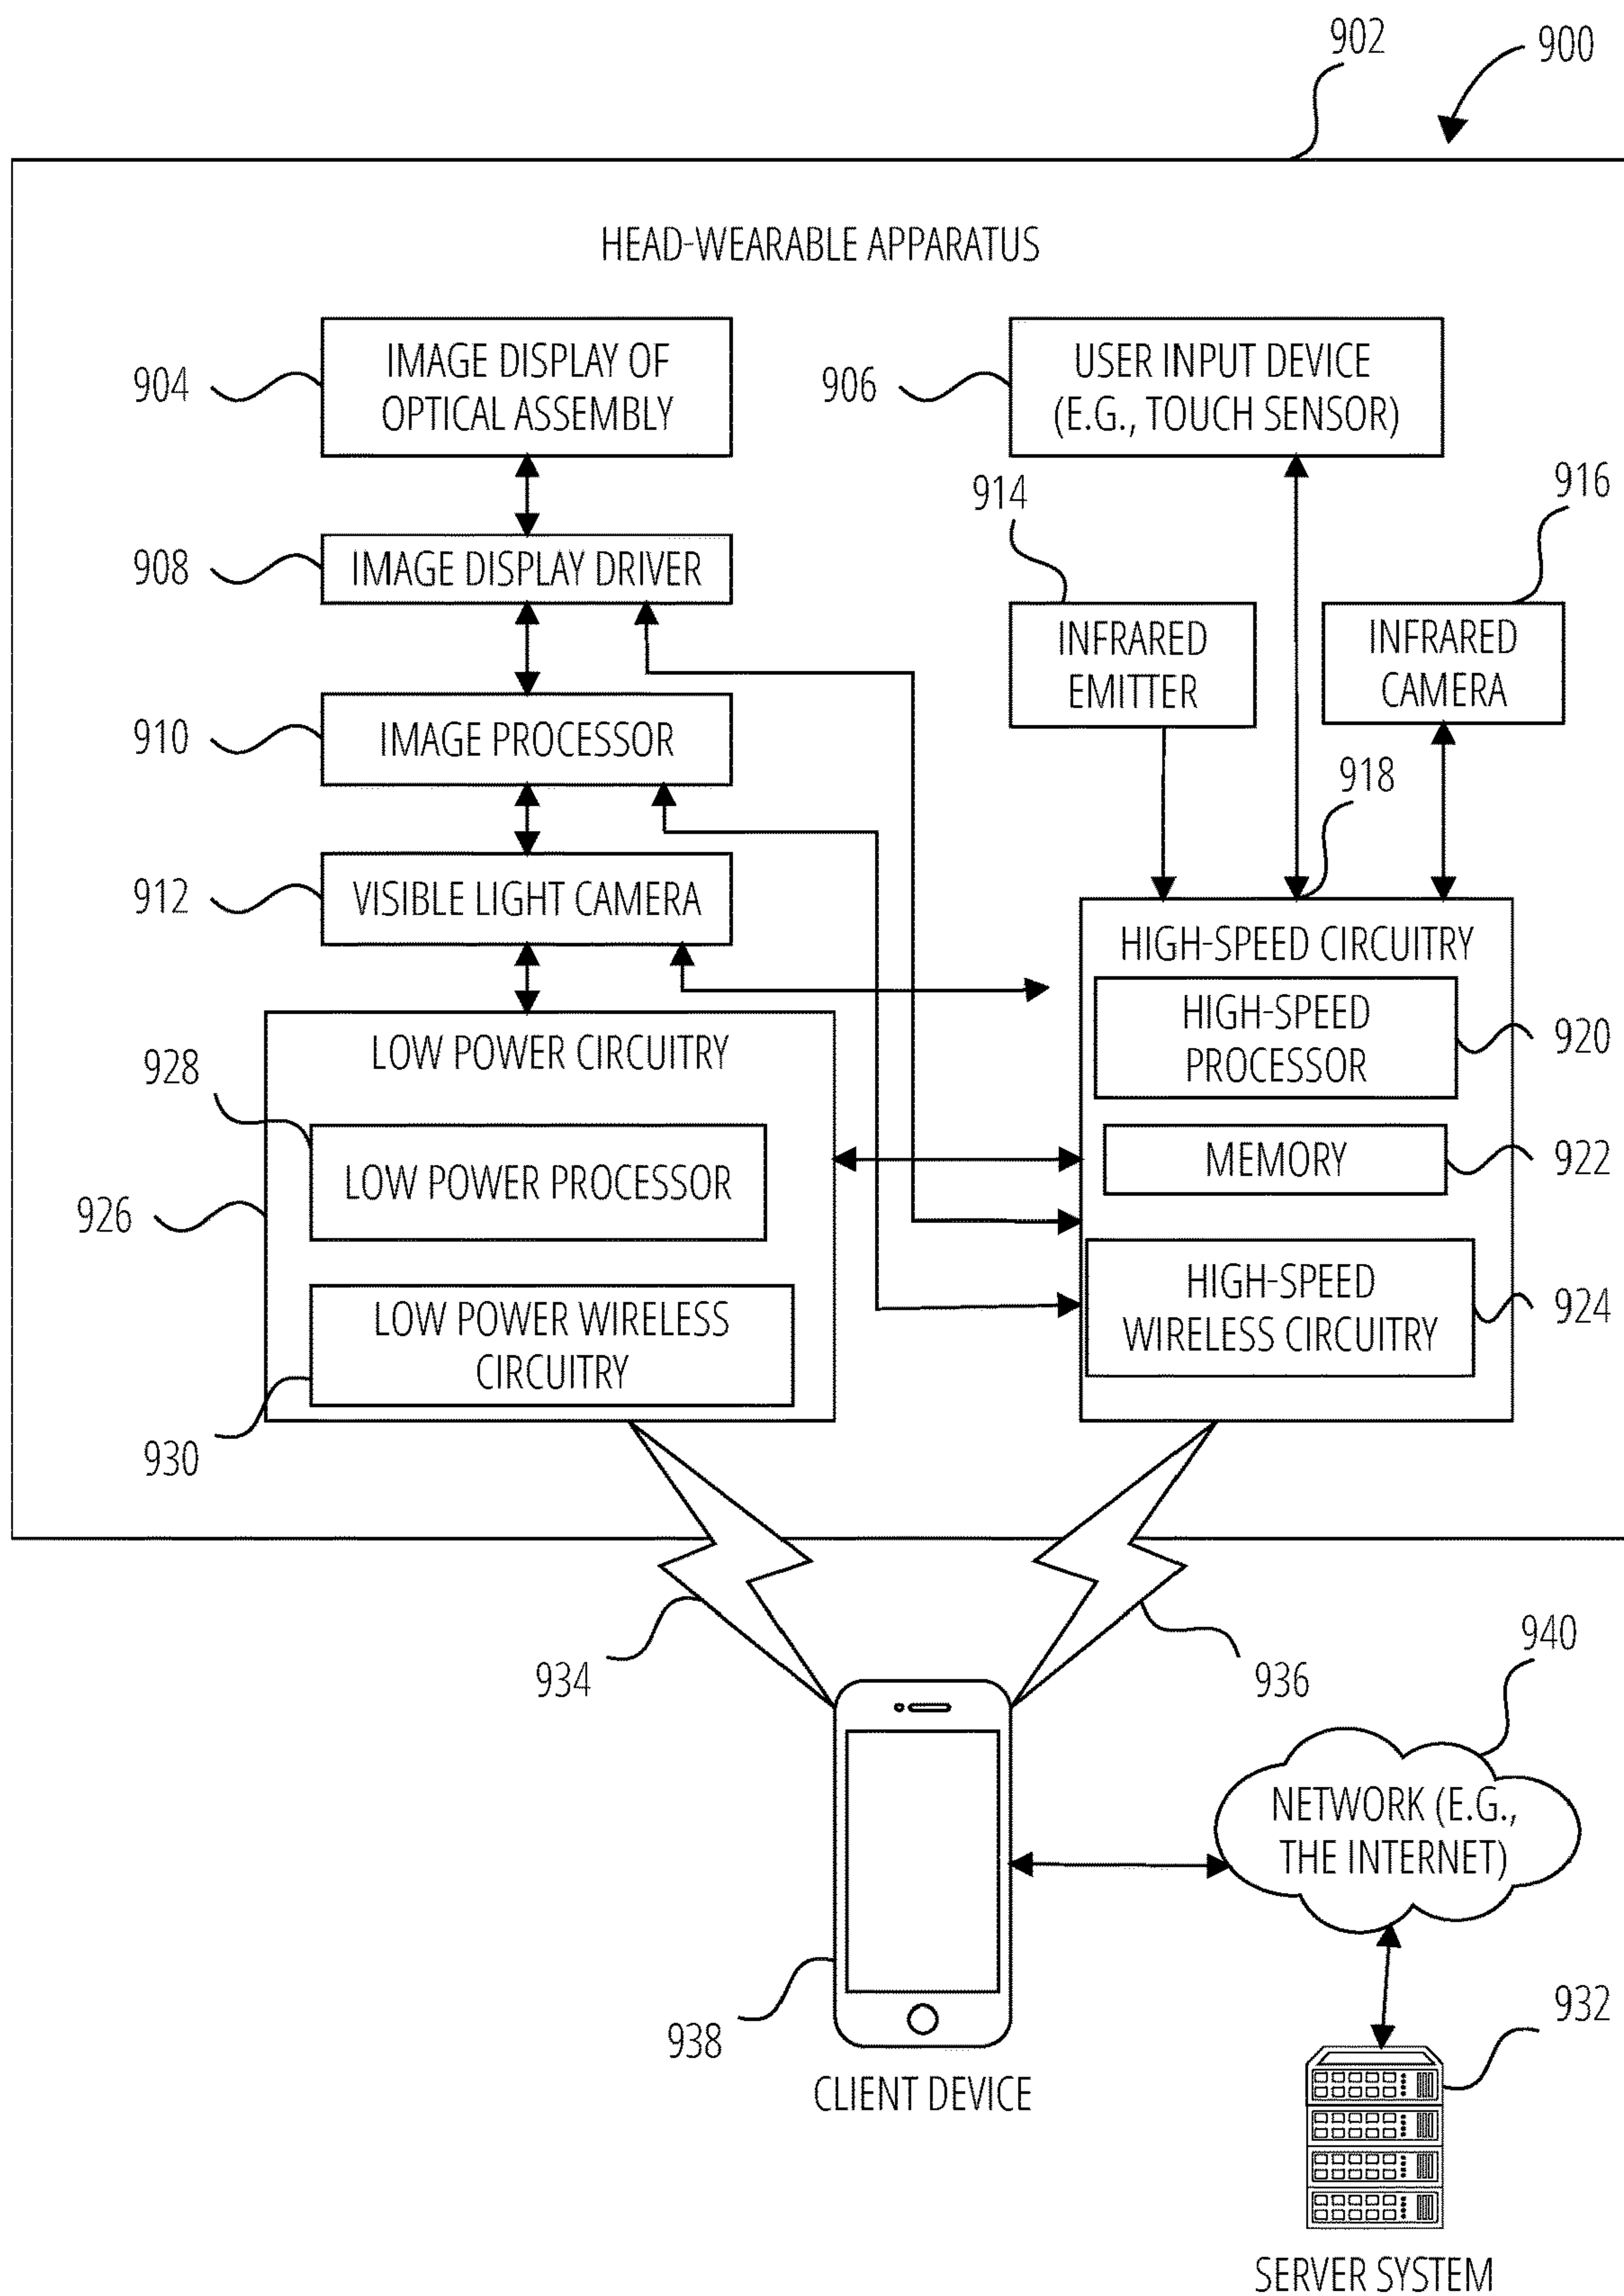 902
900
HEAD-WEARABLE APPARATUS
904
IMAGE DISPLAY OF
OPTICAL ASSEMBLY
906
USER INPUT DEVICE
(E.G., TOUCH SENSOR)
914
916
908
IMAGE DISPLAY DRIVER
INFRARED
EMITTER
INFRARED
CAMERA
910
IMAGE PROCESSOR
918
912
VISIBLE LIGHT CAMERA
HIGH-SPEED CIRCUITRY
HIGH-SPEED
PROCESSOR
920
LOW POWER CIRCUITRY
928
LOW POWER PROCESSOR
MEMORY
922
926
HIGH-SPEED
WIRELESS CIRCUITRY
924
LOW POWER WIRELESS
CIRCUITRY
930
934
936
940
NETWORK (E.G.,
THE INTERNET)
938
932
CLIENT DEVICE
SERVER SYSTEM